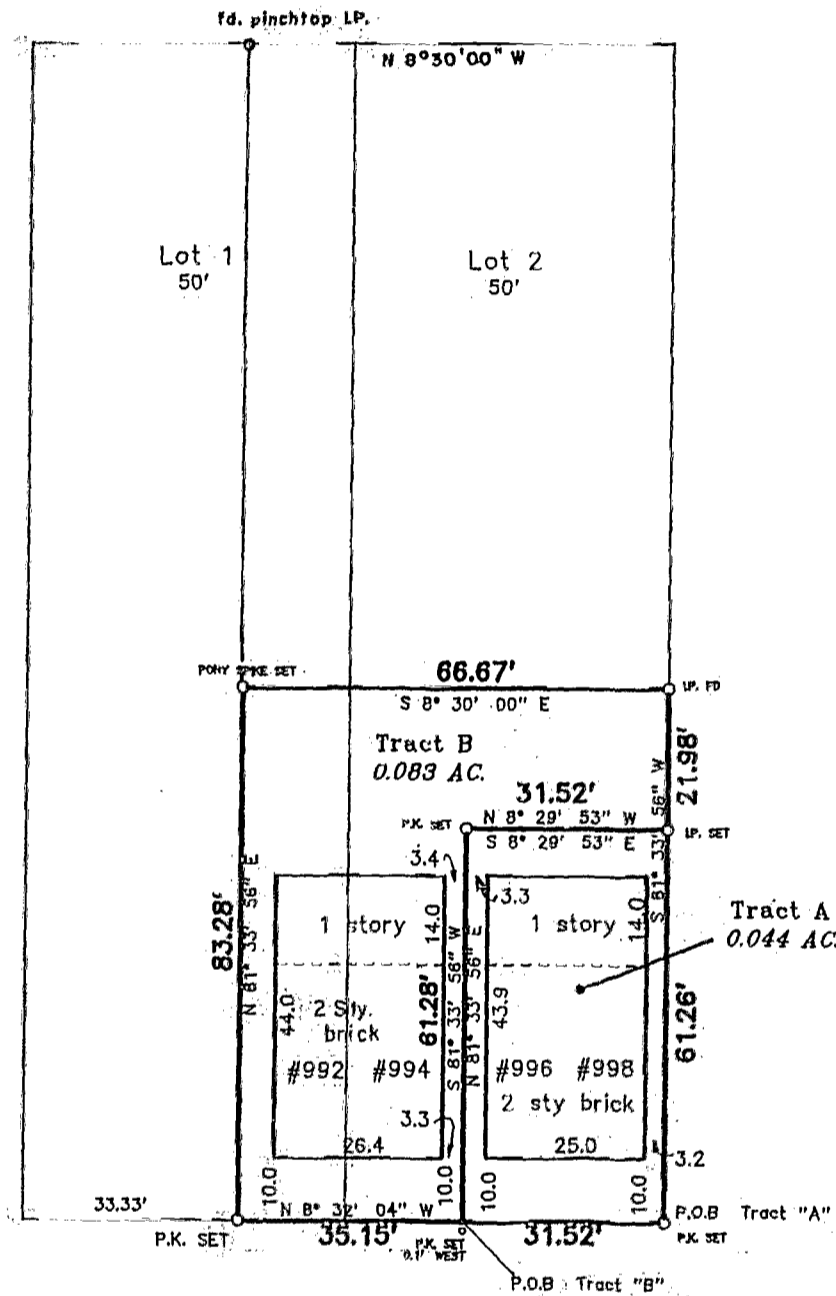 fd. pinchtop I.P.
N 8°30'00" W
Lot 1
50'
Lot 2
50'
PONY SPIKE SET
66.67'
I.P. FD
S 8° 30' 00" E
Tract B
0.083 AC.
21.98'
31.52'
P.K. SET
N 8° 29' 53" W
I.P. SET
S 8° 29' 53" E
S 81° 33' 56" W
3.4
3.3
83.28'
N 81° 33' 56" E
1 story
14.0
1 story
14.0
Tract A
0.044 AC.
61.28'
S 81° 33' 56" W
N 81° 33' 56" E
44.0
2 Sty.
brick
43.9
61.26'
#992
#994
#996
#998
2 sty brick
3.3
26.4
25.0
3.2
10.0
10.0
10.0
10.0
33.33'
N 8° 32' 04" W
P.O.B Tract "A"
P.K. SET
35.15'
P.K. SET
0.1' WEST
31.52'
P.K. SET
P.O.B Tract "B"